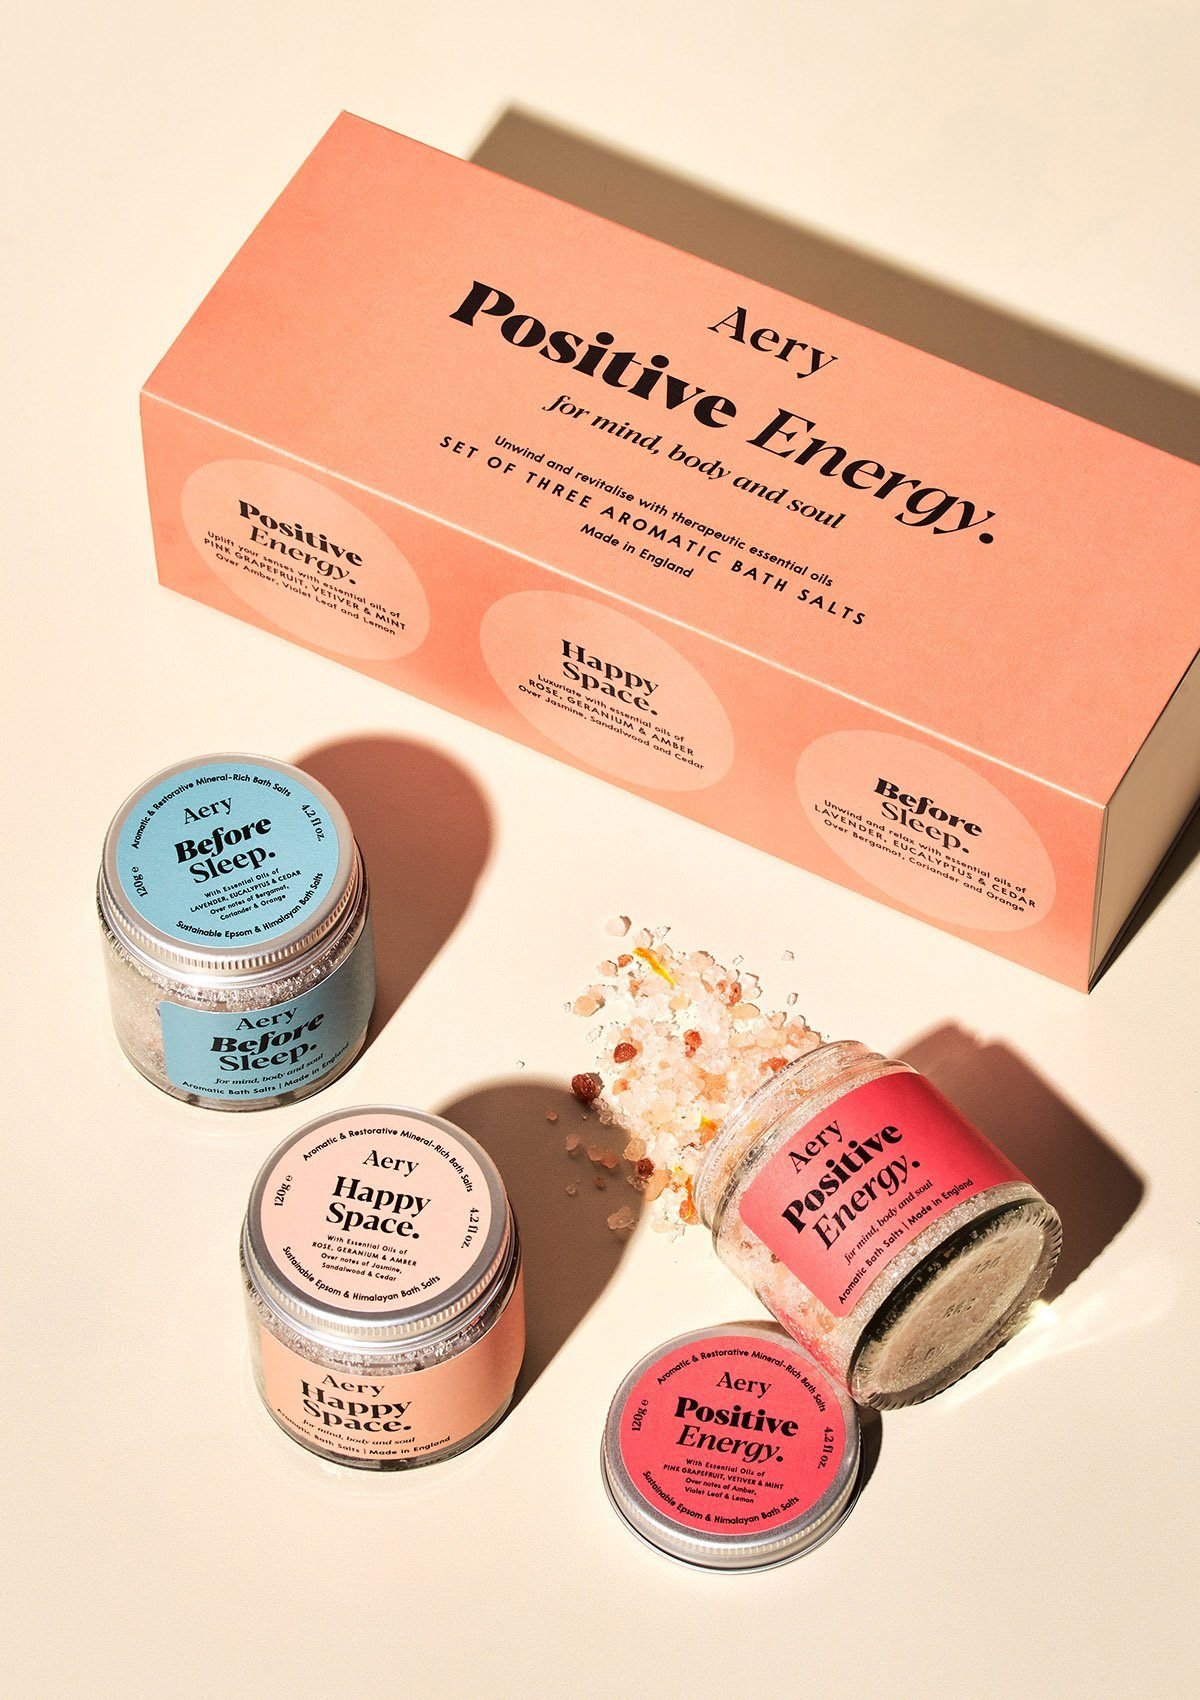 Aery
Positive Energy.
for mind, body and soul
Unwind and revitalise with therapeutic essential oils
SET OF THREE AROMATIC BATH SALTS
Made in England
Positive
Energy.
Uplift your senses with essential oils of
PINK GRAPEFRUIT, VETIVER & MINT
Over Amber, Violet Leaf and Lemon
Happy
Space.
Luxuriate with essential oils of
ROSE, GERANIUM & AMBER
Over Jasmine, Sandalwood and Cedar
Before
Sleep.
Unwind and relax with essential oils of
LAVENDER, EUCALYPTUS & CEDAR
Over Bergamot, Coriander and Orange
Aromatic & Restorative Mineral-Rich Bath Salts
Aery
Before
Sleep.
120g e
4.2 fl oz.
With Essential Oils of
LAVENDER, EUCALYPTUS & CEDAR
Over notes of Bergamot,
Coriander & Orange
Sustainable Epsom & Himalayan Bath Salts
Aery
Before
Sleep.
for mind, body and soul
Aromatic Bath Salts | Made in England
Aromatic & Restorative Mineral-Rich Bath Salts
Aery
Happy
Space.
120g e
4.2 fl oz.
With Essential Oils of
ROSE, GERANIUM & AMBER
Over notes of Jasmine,
Sandalwood & Cedar
Sustainable Epsom & Himalayan Bath Salts
Aery
Happy
Space.
for mind, body and soul
Aromatic Bath Salts | Made in England
Aery
Positive
Energy.
for mind, body and soul
Aromatic Bath Salts | Made in England
Aromatic & Restorative Mineral-Rich Bath Salts
Aery
Positive
Energy.
120g e
4.2 fl oz.
With Essential Oils of
PINK GRAPEFRUIT, VETIVER & MINT
Over notes of Amber,
Violet Leaf & Lemon
Sustainable Epsom & Himalayan Bath Salts